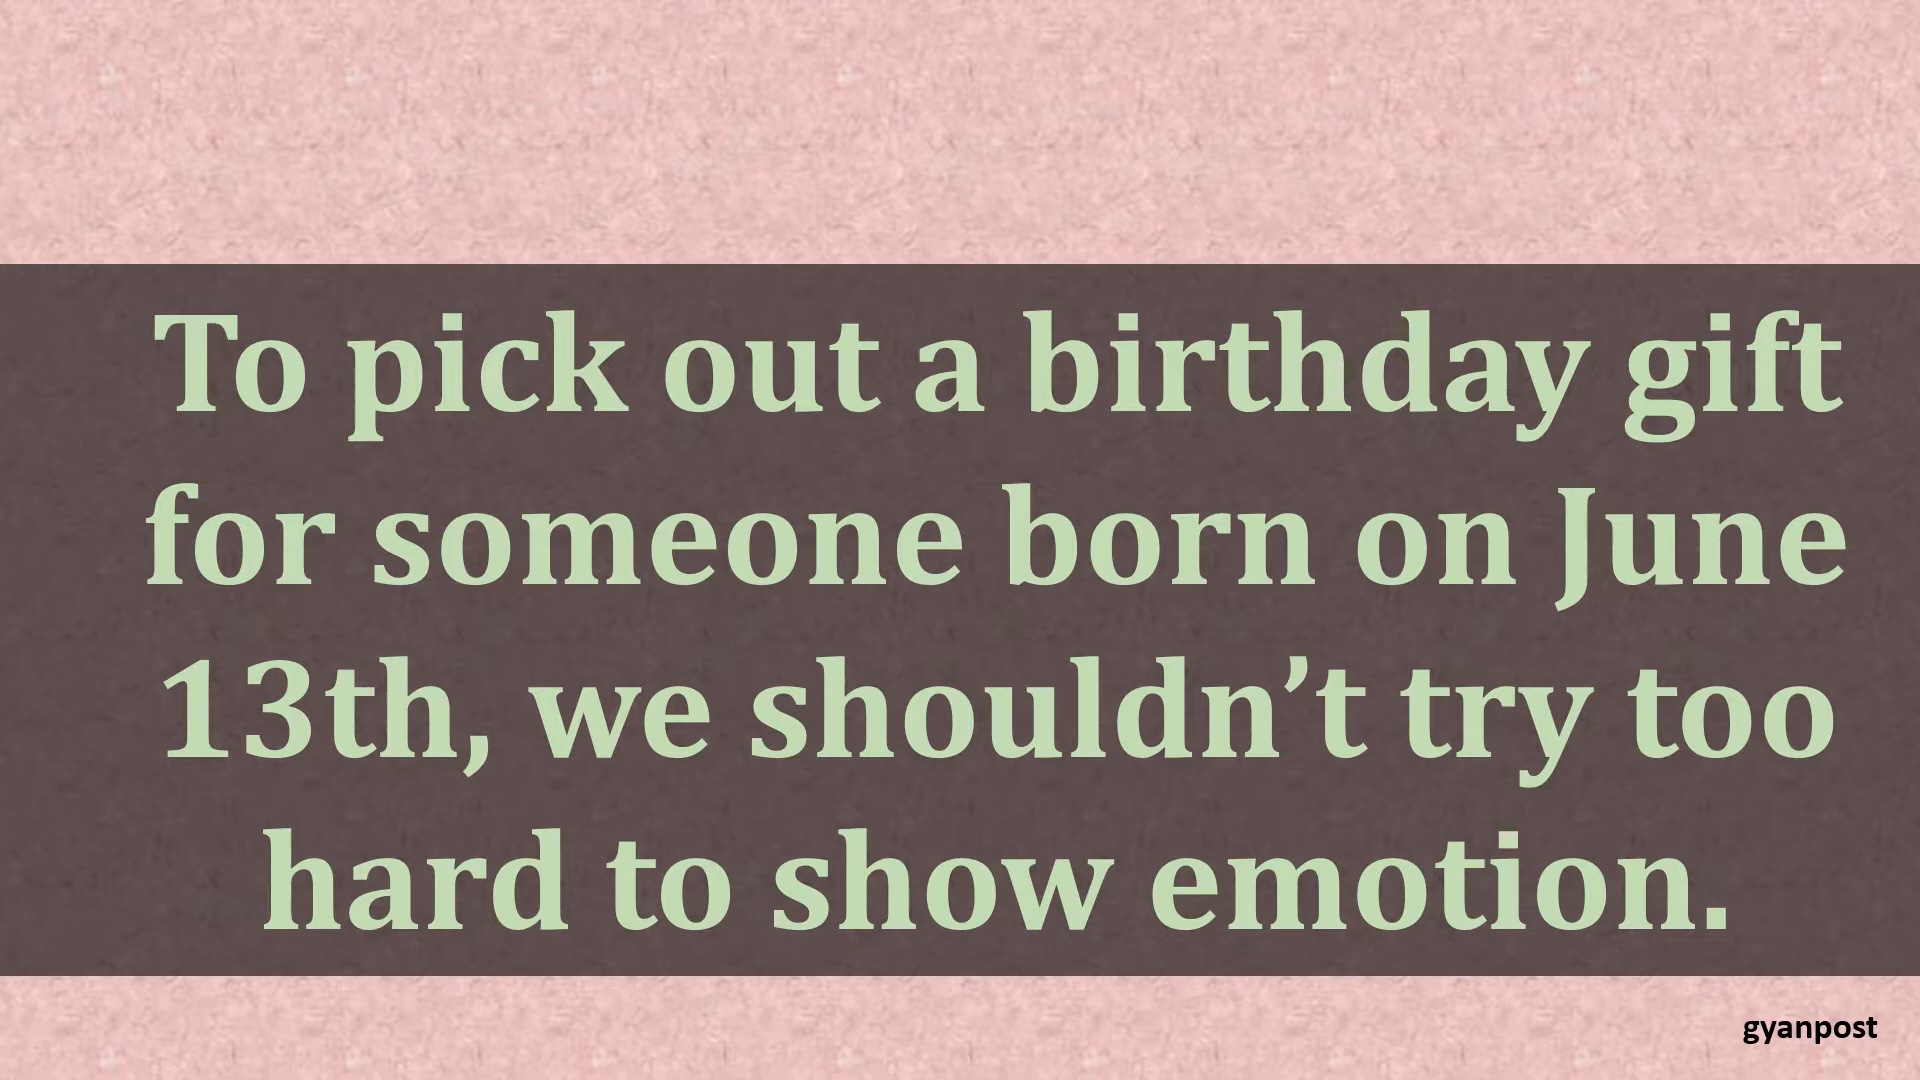 To pick out a birthday gift
for someone born on June
13th, we shouldn’t try too
hard to show emotion.
gyanpost